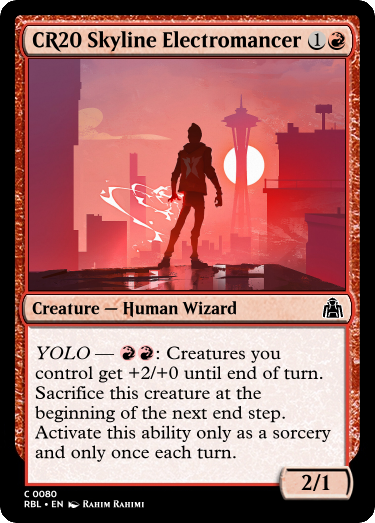 CR20 Skyline Electromancer 1
Creature — Human Wizard
YOLO — : Creatures you
control get +2/+0 until end of turn.
Sacrifice this creature at the
beginning of the next end step.
Activate this ability only as a sorcery
and only once each turn.
2/1
C 0080
RBL • EN Rahim Rahimi